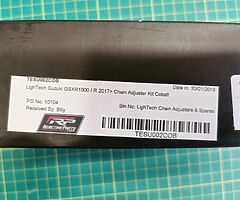 TESU002COB
LighTech Suzuki GSXR1000 / R 2017> Chain Adjuster Kit Cobalt
Date In: 30/01/2019
PO No: 10104
Bin No: LighTech Chain Adjusters & Spares
Received By: Billy
TESU002COB